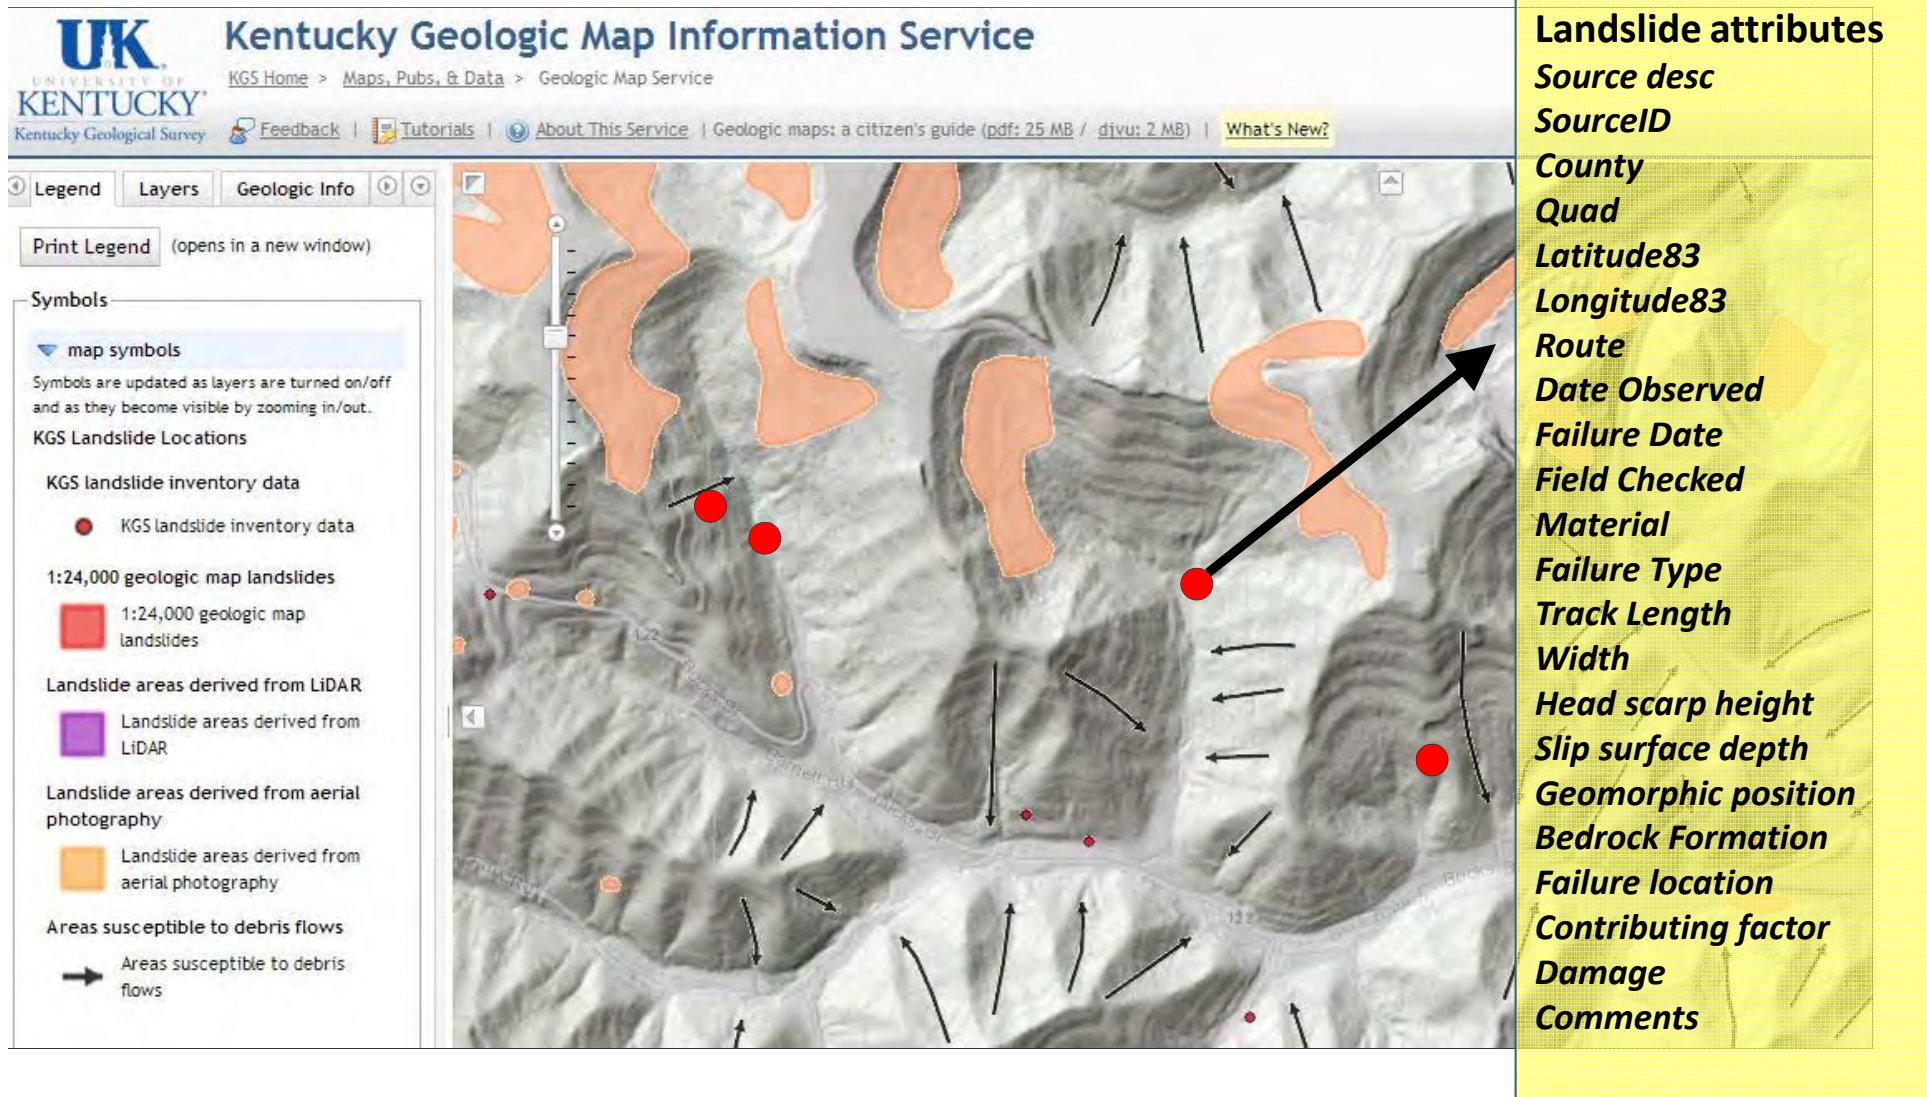 UK
UNIVERSITY OF
KENTUCKY
Kentucky Geological Survey
Kentucky Geologic Map Information Service
KGS Home > Maps, Pubs, & Data > Geologic Map Service
Feedback | Tutorials | About This Service | Geologic maps: a citizen's guide (pdf: 25 MB / djvu: 2 MB) | What's New?
Legend Layers Geologic Info
Print Legend (opens in a new window)
Symbols
map symbols
Symbols are updated as layers are turned on/off
and as they become visible by zooming in/out.
KGS Landslide Locations
KGS landslide inventory data
KGS landslide inventory data
1:24,000 geologic map landslides
1:24,000 geologic map
landslides
Landslide areas derived from LiDAR
Landslide areas derived from
LiDAR
Landslide areas derived from aerial
photography
Landslide areas derived from
aerial photography
Areas susceptible to debris flows
Areas susceptible to debris
flows
122
122
Landslide attributes
Source desc
SourceID
County
Quad
Latitude83
Longitude83
Route
Date Observed
Failure Date
Field Checked
Material
Failure Type
Track Length
Width
Head scarp height
Slip surface depth
Geomorphic position
Bedrock Formation
Failure location
Contributing factor
Damage
Comments